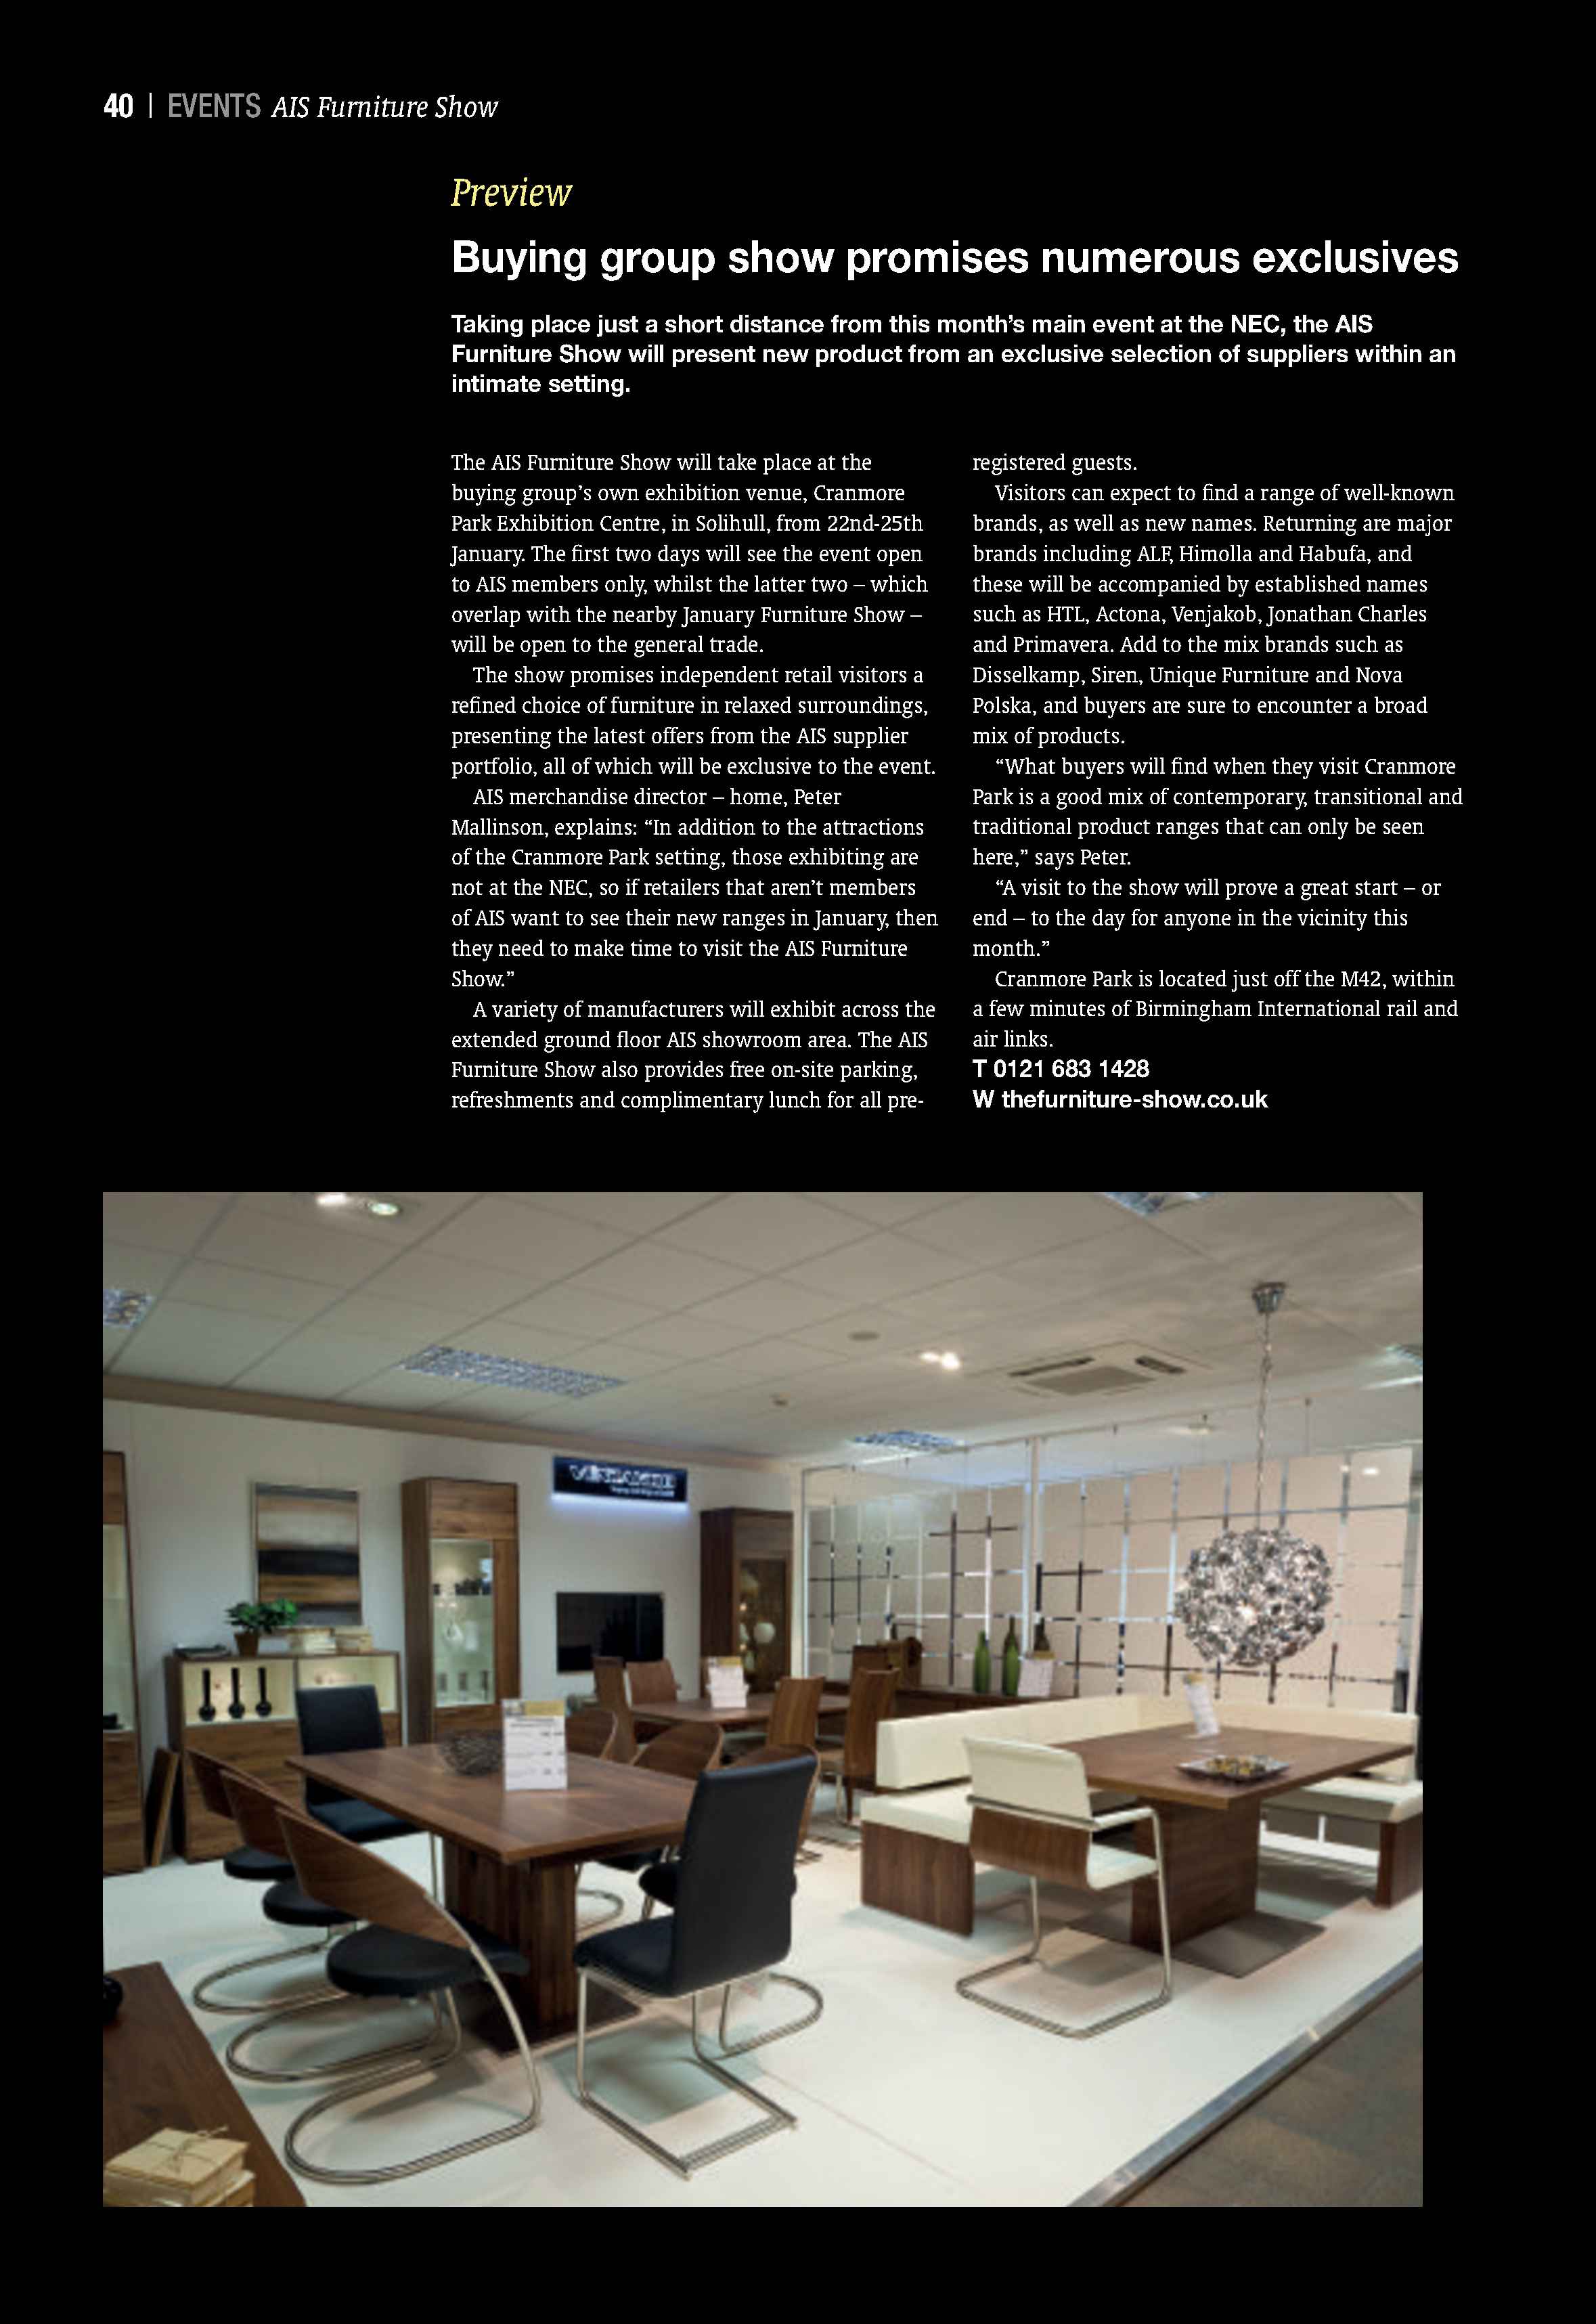 40 | EVENTS AIS Furniture Show
Preview
Buying group show promises numerous exclusives
Taking place just a short distance from this month’s main event at the NEC, the AIS
Furniture Show will present new product from an exclusive selection of suppliers within an
intimate setting.
The AIS Furniture Show will take place at the
buying group’s own exhibition venue, Cranmore
Park Exhibition Centre, in Solihull, from 22nd-25th
January. The first two days will see the event open
to AIS members only, whilst the latter two – which
overlap with the nearby January Furniture Show –
will be open to the general trade.
The show promises independent retail visitors a
refined choice of furniture in relaxed surroundings,
presenting the latest offers from the AIS supplier
portfolio, all of which will be exclusive to the event.
AIS merchandise director – home, Peter
Mallinson, explains: “In addition to the attractions
of the Cranmore Park setting, those exhibiting are
not at the NEC, so if retailers that aren’t members
of AIS want to see their new ranges in January, then
they need to make time to visit the AIS Furniture
Show.”
A variety of manufacturers will exhibit across the
extended ground floor AIS showroom area. The AIS
Furniture Show also provides free on-site parking,
refreshments and complimentary lunch for all pre-
registered guests.
Visitors can expect to find a range of well-known
brands, as well as new names. Returning are major
brands including ALF, Himolla and Habufa, and
these will be accompanied by established names
such as HTL, Actona, Venjakob, Jonathan Charles
and Primavera. Add to the mix brands such as
Disselkamp, Siren, Unique Furniture and Nova
Polska, and buyers are sure to encounter a broad
mix of products.
“What buyers will find when they visit Cranmore
Park is a good mix of contemporary, transitional and
traditional product ranges that can only be seen
here,” says Peter.
“A visit to the show will prove a great start – or
end – to the day for anyone in the vicinity this
month.”
Cranmore Park is located just off the M42, within
a few minutes of Birmingham International rail and
air links.
T 0121 683 1428
W thefurniture-show.co.uk